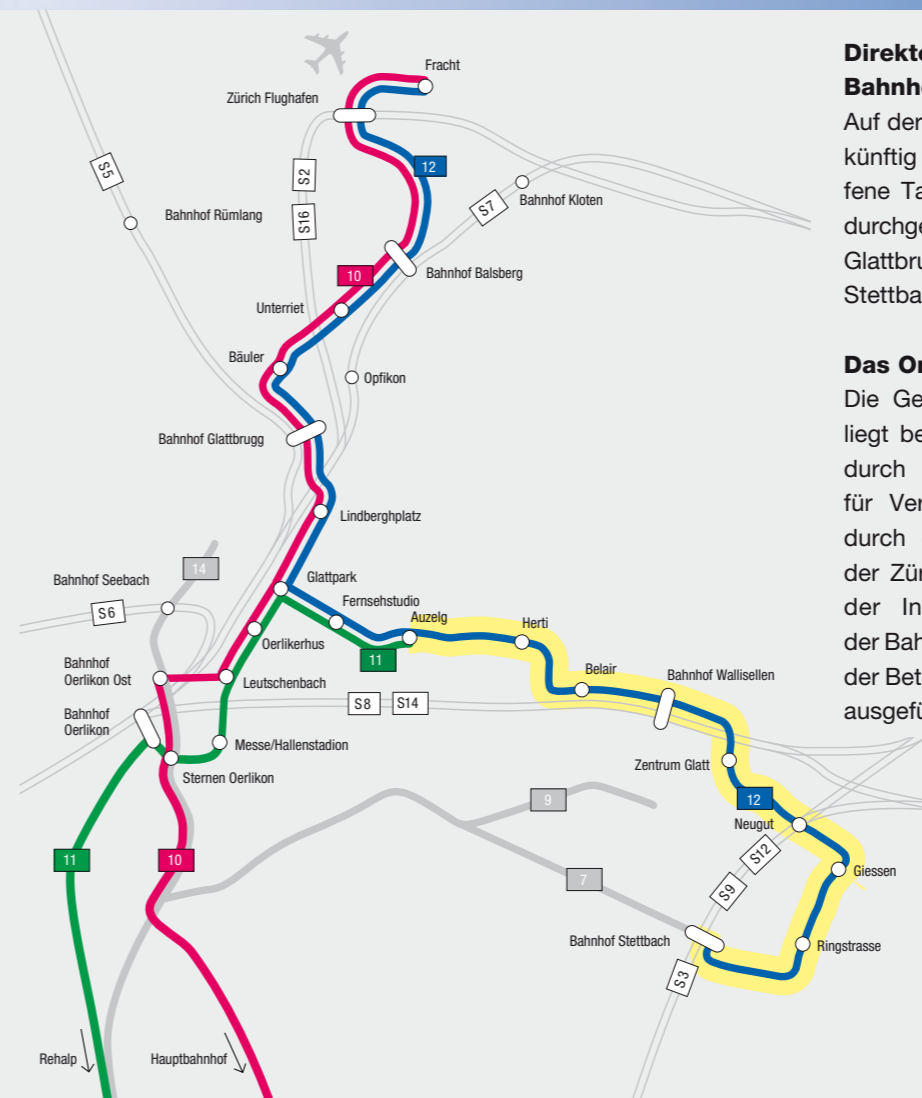 Fracht
Zürich Flughafen
12
S5
S2
S16
Bahnhof Rümlang
S7
Bahnhof Kloten
10
Bahnhof Balsberg
Unterriet
Bäuler
Opfikon
Bahnhof Glattbrugg
Lindberghplatz
14
Bahnhof Seebach
Glattpark
S6
Fernsehstudio
Auzelg
Herti
Oerlikerhus
11
Bahnhof
Oerlikon Ost
Leutschenbach
Belair
Bahnhof Wallisellen
Bahnhof
Oerlikon
S8
S14
Messe/Hallenstadion
Sternen Oerlikon
Zentrum Glatt
9
12
Neugut
11
10
S12
Giessen
7
S9
Bahnhof Stettbach
Ringstrasse
S3
Rehalp
Hauptbahnhof
Direkte
Bahnho
Auf der
künftig
fene Ta
durchge
Glattbru
Stettba
Das Or
Die Ge
liegt be
durch
für Ver
durch
der Zür
der In
der Bah
der Bet
ausgefü